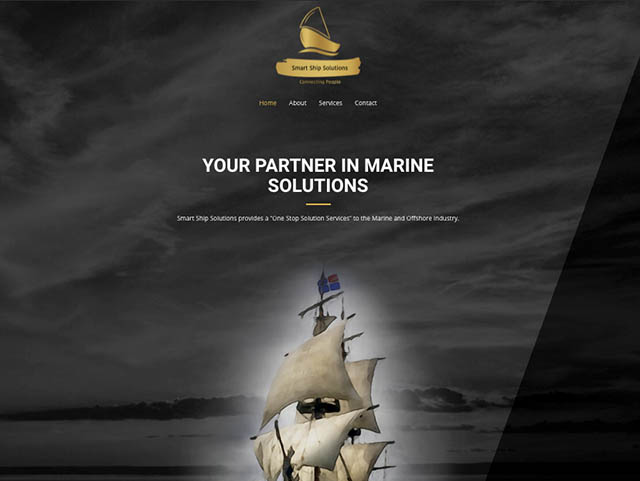 Smart Ship Solutions
Connecting People
Home About Services Contact
YOUR PARTNER IN MARINE
SOLUTIONS
Smart Ship Solutions provides a "One Stop Solution Services" to the Marine and Offshore Industry.